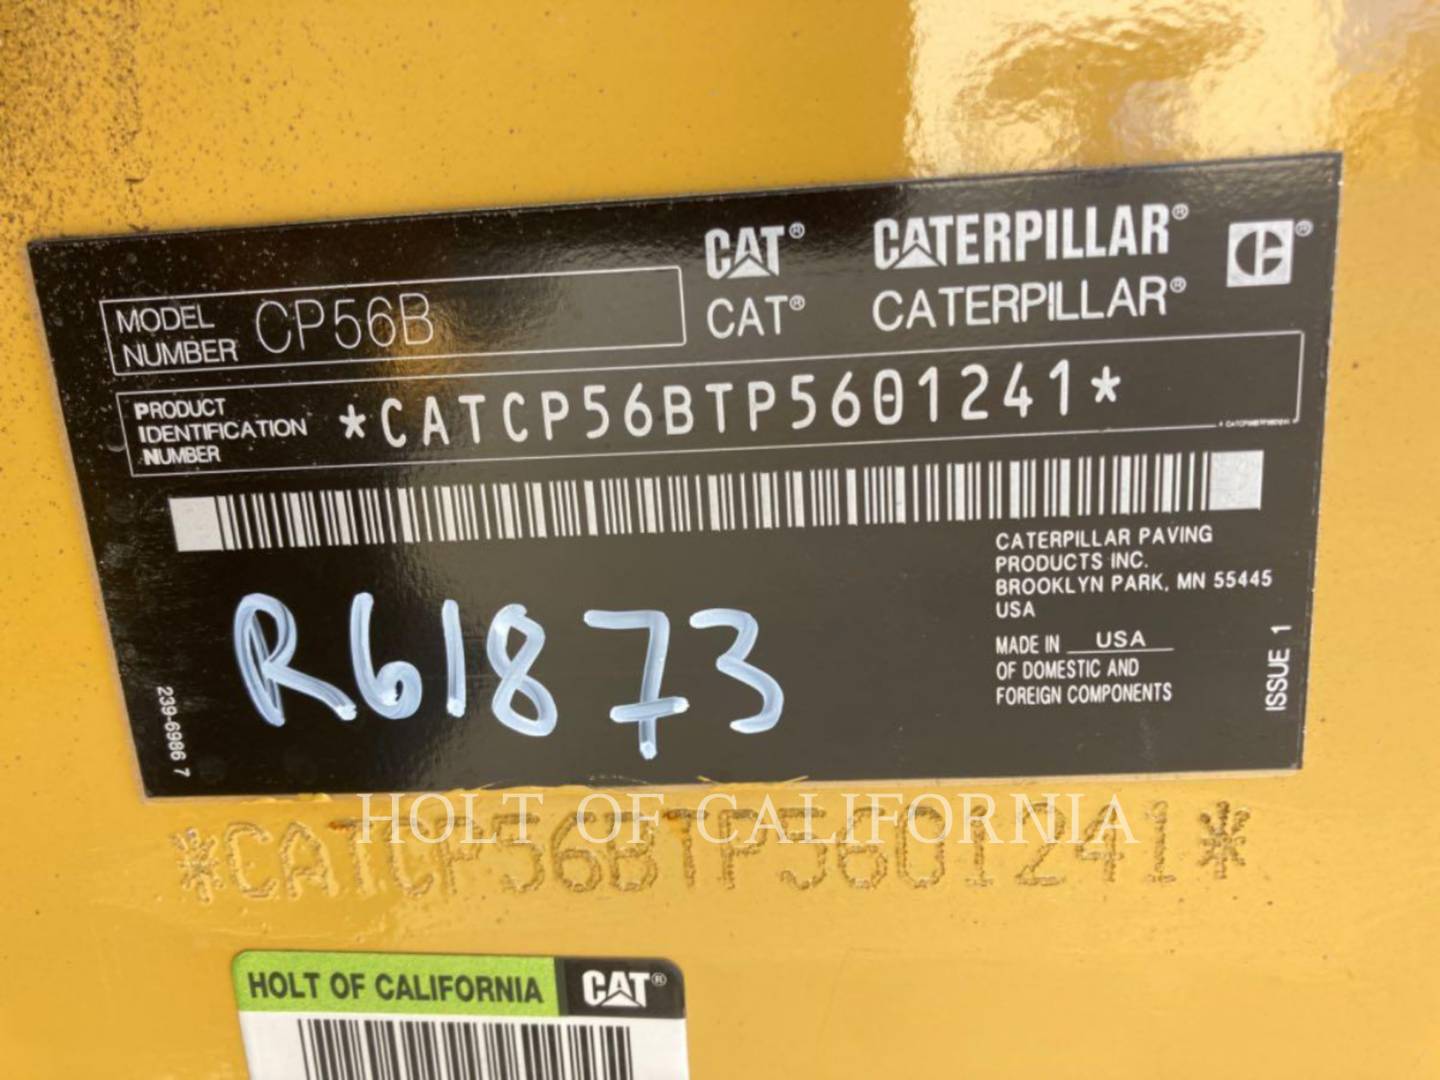 CAT® CATERPILLAR®
CAT® CATERPILLAR®
MODEL
NUMBER CP56B
PRODUCT
IDENTIFICATION
NUMBER
*CATCP56BTP5601241*
CATERPILLAR PAVING
PRODUCTS INC.
BROOKLYN PARK, MN 55445
USA
MADE IN USA
OF DOMESTIC AND
FOREIGN COMPONENTS
ISSUE 1
R61873
239-6986 7
HOLT OF CALIFORNIA
*CATCP56BTP5601241*
HOLT OF CALIFORNIA CAT®